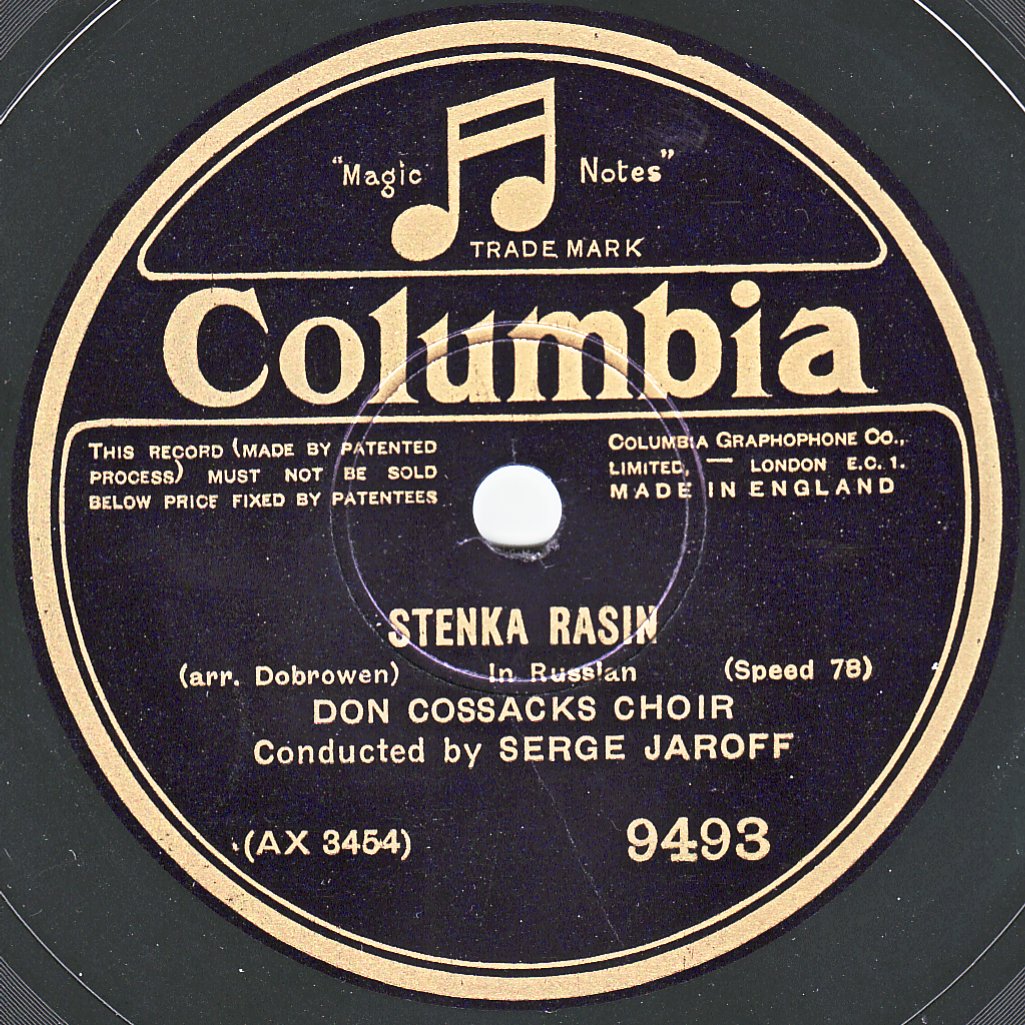 "Magic Notes"
TRADE MARK
Columbia
THIS RECORD (MADE BY PATENTED
PROCESS) MUST NOT BE SOLD
BELOW PRICE FIXED BY PATENTEES
COLUMBIA GRAPHOPHONE CO.,
LIMITED, — LONDON E.C. 1.
MADE IN ENGLAND
STENKA RASIN
(arr. Dobrowen) In Russian (Speed 78)
DON COSSACKS CHOIR
Conducted by SERGE JAROFF
(AX 3454) 9493